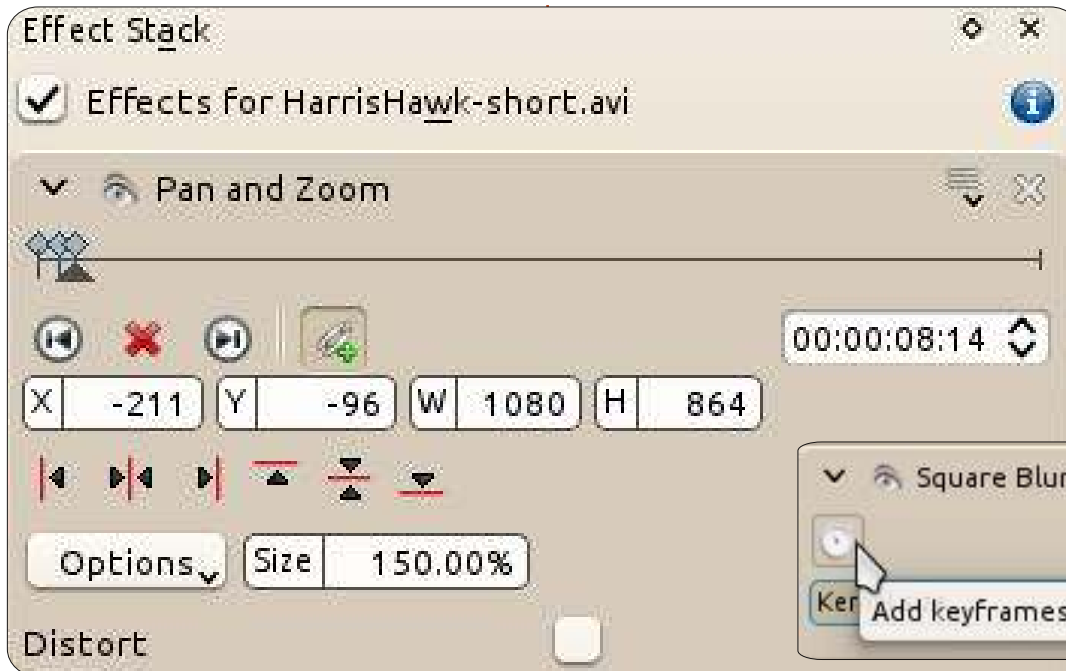 Effect Stack
Effects for HarrisHawk-short.avi
Pan and Zoom
00:00:08:14
X -211 Y -96 W 1080 H 864
Options Size 150.00%
Distort
Square Blur
Add keyframes